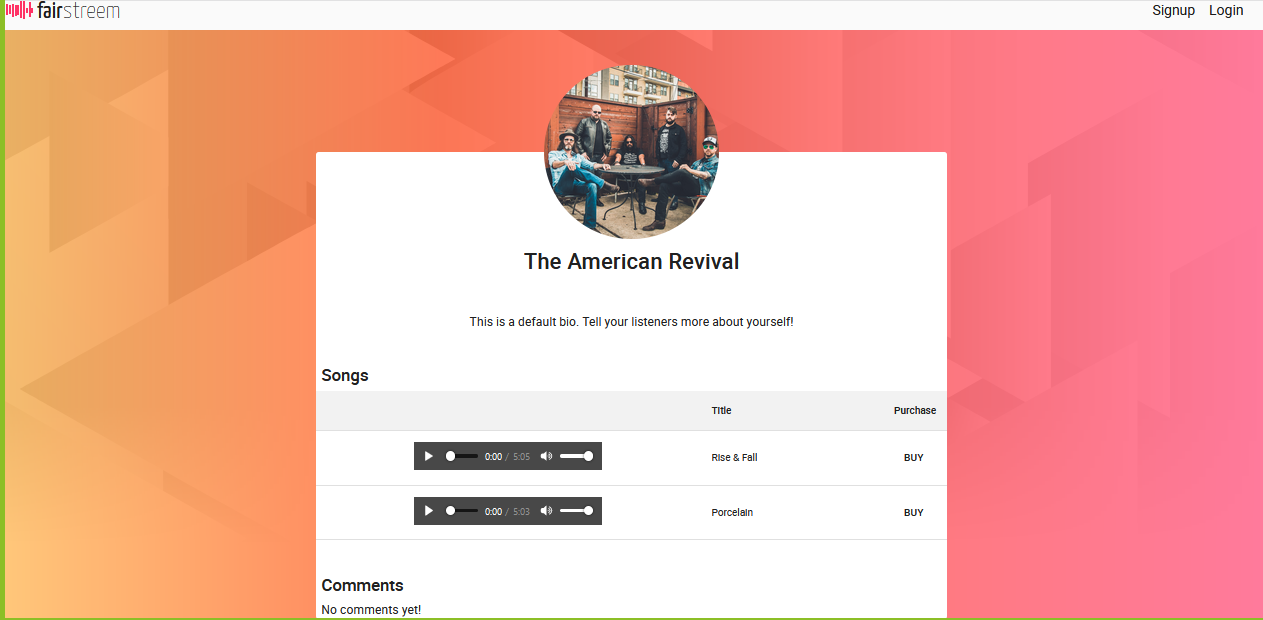 fairstreem
Signup Login
The American Revival
This is a default bio. Tell your listeners more about yourself!
Songs
Title Purchase
0:00 / 5:05 Rise & Fall BUY
0:00 / 5:03 Porcelain BUY
Comments
No comments yet!